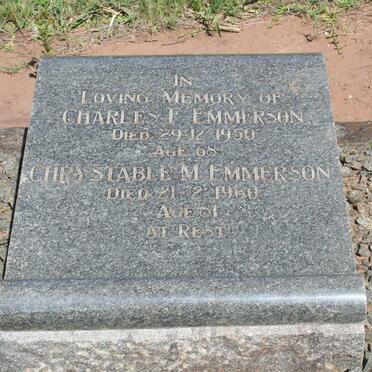 IN
LOVING MEMORY OF
CHARLES F. EMMERSON
DIED 29-12-1950
AGE 68
CHRYSTABLE M. EMMERSON
DIED 21-2-1960
AGE 81
AT REST